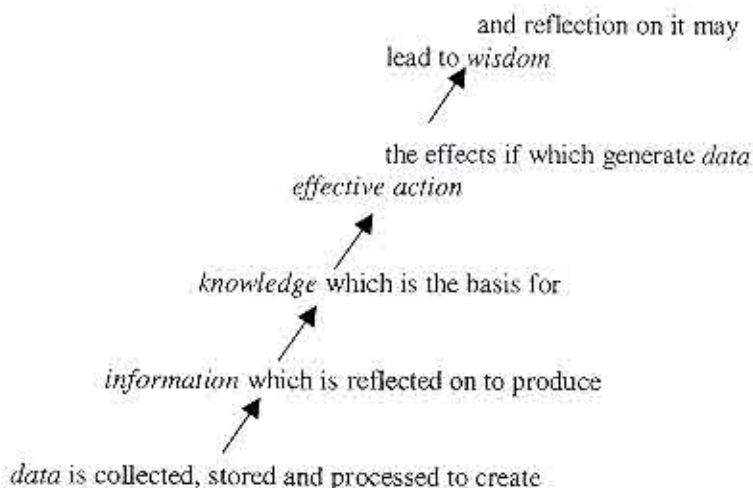 and reflection on it may
lead to wisdom
the effects if which generate data
effective action
knowledge which is the basis for
information which is reflected on to produce
data is collected, stored and processed to create